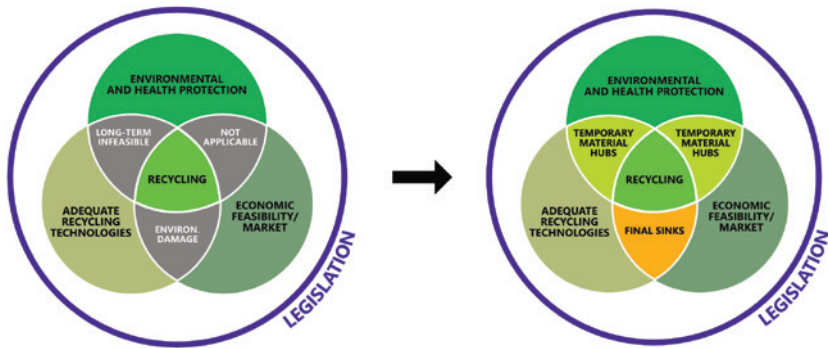 ENVIRONMENTAL
AND HEALTH PROTECTION
LONG-TERM
INFEASIBLE
NOT
APPLICABLE
RECYCLING
ADEQUATE
RECYCLING
TECHNOLOGIES
ECONOMIC
FEASIBILITY/
MARKET
ENVIRON.
DAMAGE
LEGISLATION
ENVIRONMENTAL
AND HEALTH PROTECTION
TEMPORARY
MATERIAL
HUBS
TEMPORARY
MATERIAL
HUBS
RECYCLING
ADEQUATE
RECYCLING
TECHNOLOGIES
ECONOMIC
FEASIBILITY/
MARKET
FINAL SINKS
LEGISLATION